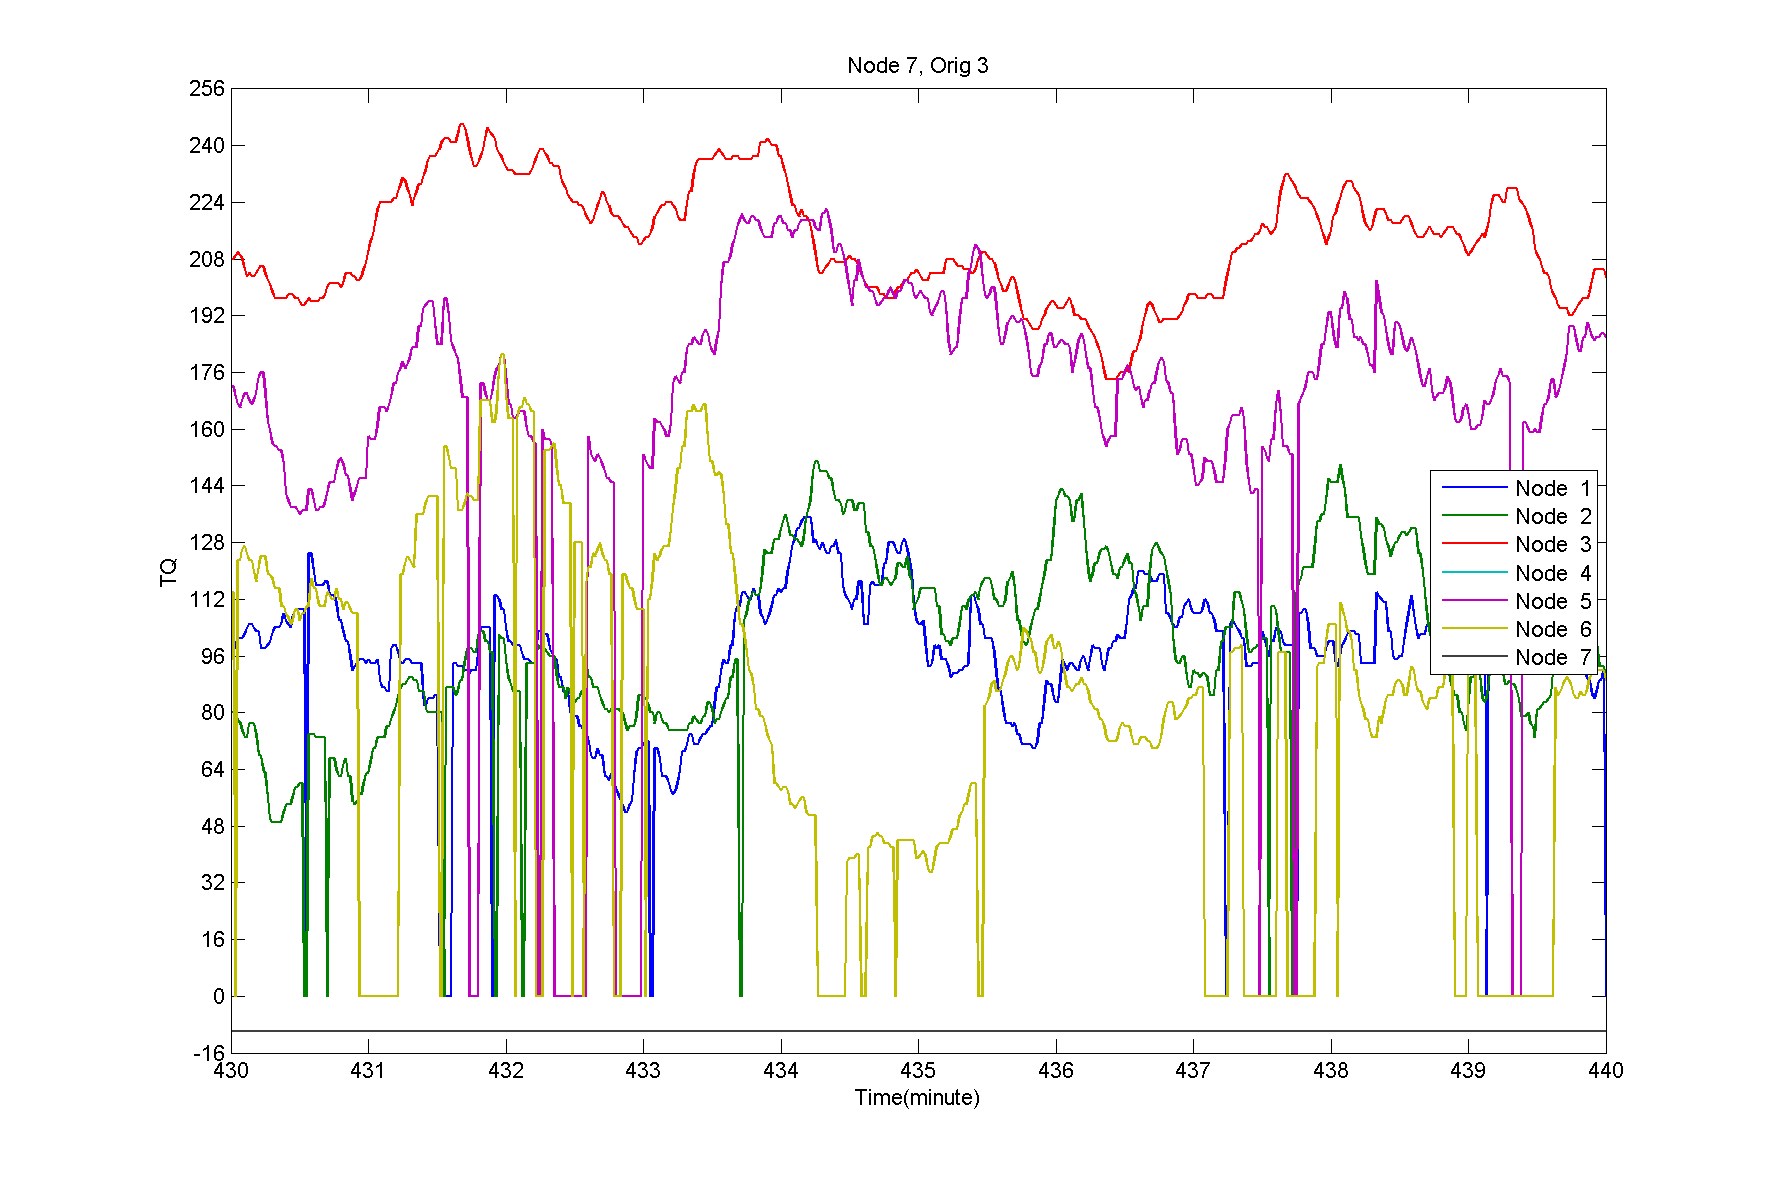 Node 7, Orig 3
256
240
224
208
192
176
160
144
128
112
96
80
64
48
32
16
0
-16
TQ
Node 1
Node 2
Node 3
Node 4
Node 5
Node 6
Node 7
430 431 432 433 434 435 436 437 438 439 440
Time(minute)